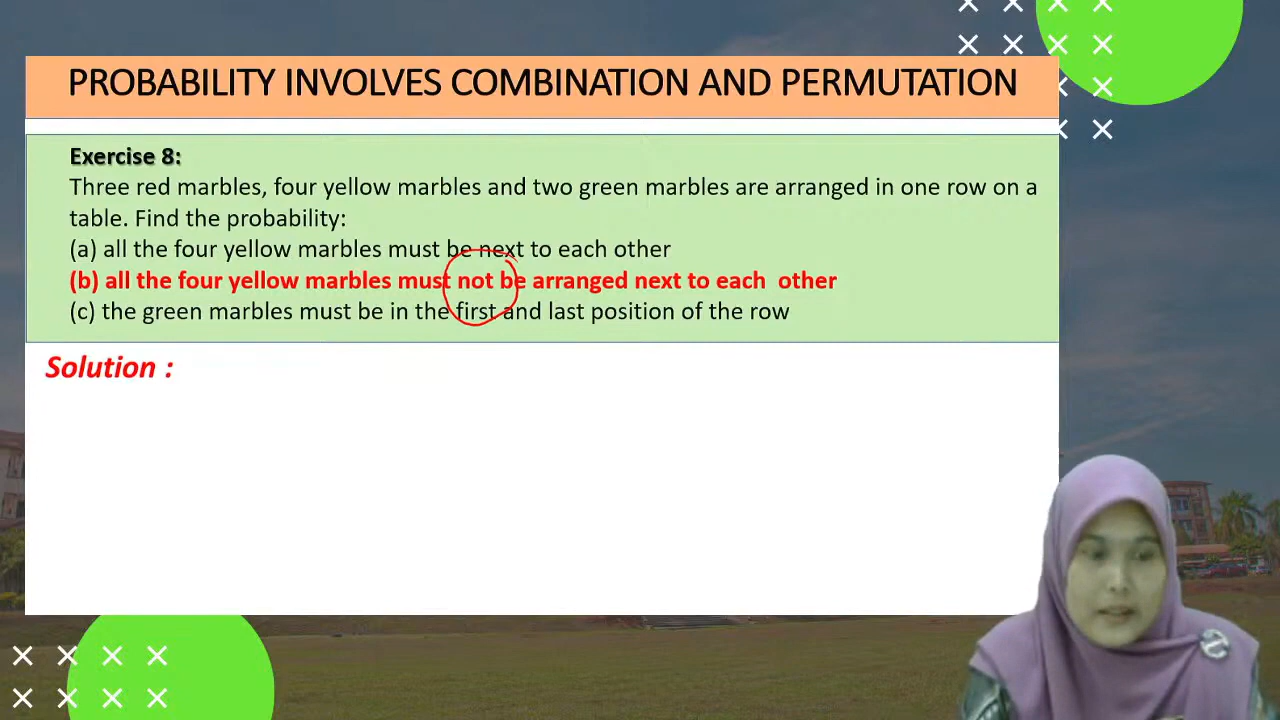 PROBABILITY INVOLVES COMBINATION AND PERMUTATION
Exercise 8:
Three red marbles, four yellow marbles and two green marbles are arranged in one row on a
table. Find the probability:
(a) all the four yellow marbles must be next to each other
(b) all the four yellow marbles must not be arranged next to each  other
(c) the green marbles must be in the first and last position of the row
Solution :